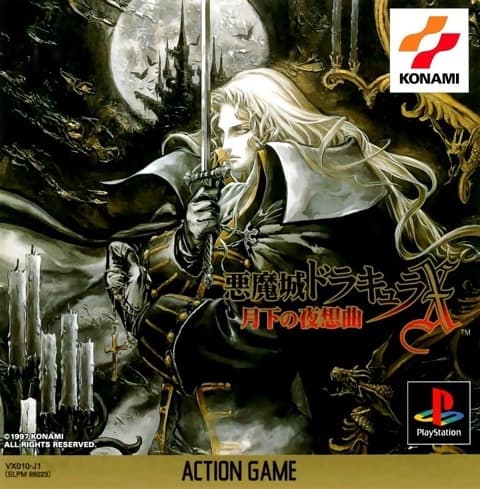 KONAMI
悪魔城ドラキュラX
TM
月下の夜想曲
PlayStation
©1997 KONAMI
ALL RIGHTS RESERVED.
VX010-J1
(SLPM 86023)
ACTION GAME